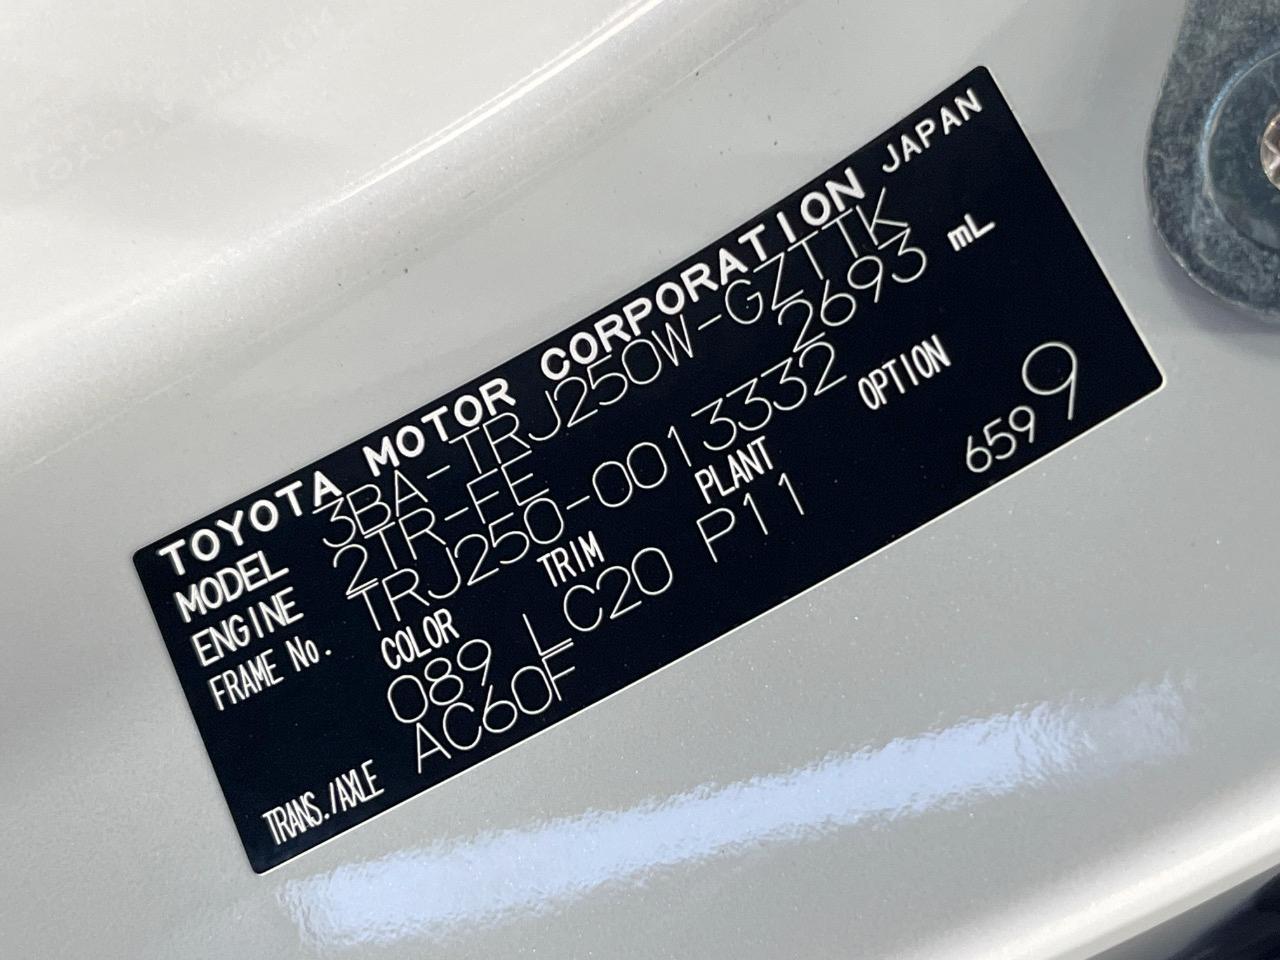 TOYOTA MOTOR CORPORATION JAPAN
MODEL 3BA-TRJ250W-GZTTK
ENGINE 2TR-FE 2693 mL
FRAME No. TRJ250-0013332
COLOR TRIM PLANT OPTION
089 LC20 P11 659 9
TRANS./AXLE AC60F